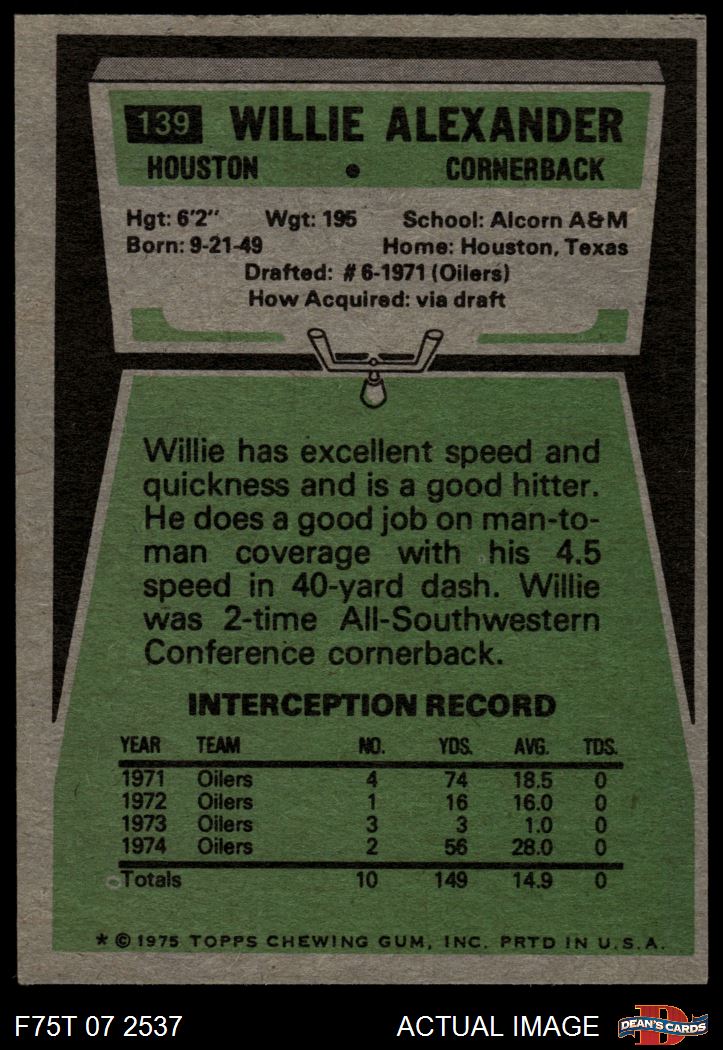 139 WILLIE ALEXANDER
HOUSTON • CORNERBACK
Hgt: 6'2" Wgt: 195 School: Alcorn A&M
Born: 9-21-49 Home: Houston, Texas
Drafted: #6-1971 (Oilers)
How Acquired: via draft
Willie has excellent speed and
quickness and is a good hitter.
He does a good job on man-to-
man coverage with his 4.5
speed in 40-yard dash. Willie
was 2-time All-Southwestern
Conference cornerback.
INTERCEPTION RECORD
YEAR TEAM NO. YDS. AVG. TDS.
1971 Oilers 4 74 18.5 0
1972 Oilers 1 16 16.0 0
1973 Oilers 3 3 1.0 0
1974 Oilers 2 56 28.0 0
Totals 10 149 14.9 0
* © 1975 TOPPS CHEWING GUM, INC. PRTD IN U.S.A.
F75T 07 2537 ACTUAL IMAGE
D
DEAN'S CARDS